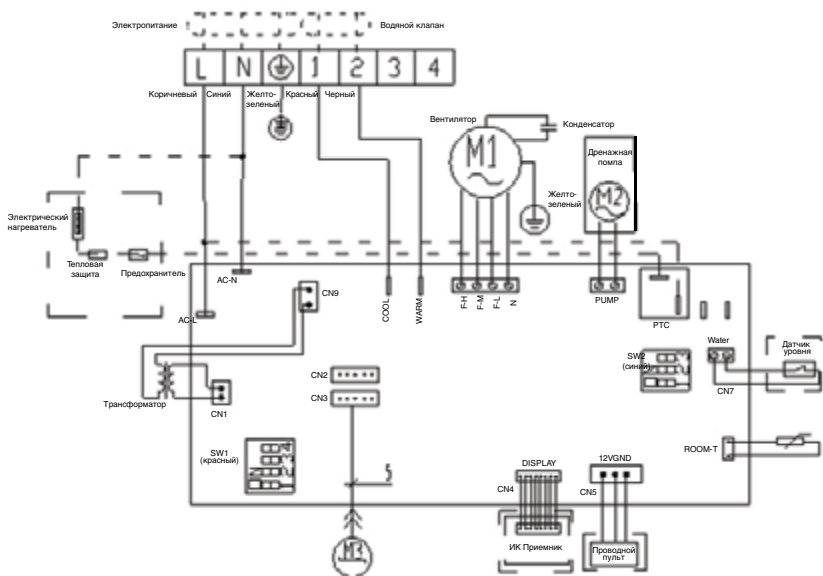 Электропитание
Водяной клапан
L N 1 2 3 4
Коричневый Синий Желто-
зеленый Красный Черный
Вентилятор
Конденсатор
M1
Дренажная
помпа
M2
Желто-
зеленый
Электрический
нагреватель
Тепловая
защита
Предохранитель
AC-N
AC-L
CN9
COOL
WARM
F-H
F-M
F-L
N
PUMP
PTC
Water
CN7
Датчик
уровня
SW2
(синий)
Трансформатор
CN1
CN2
CN3
SW1
(красный)
5
ROOM-T
DISPLAY
CN4
ИК Приемник
12VGND
CN5
Проводной
пульт
M3